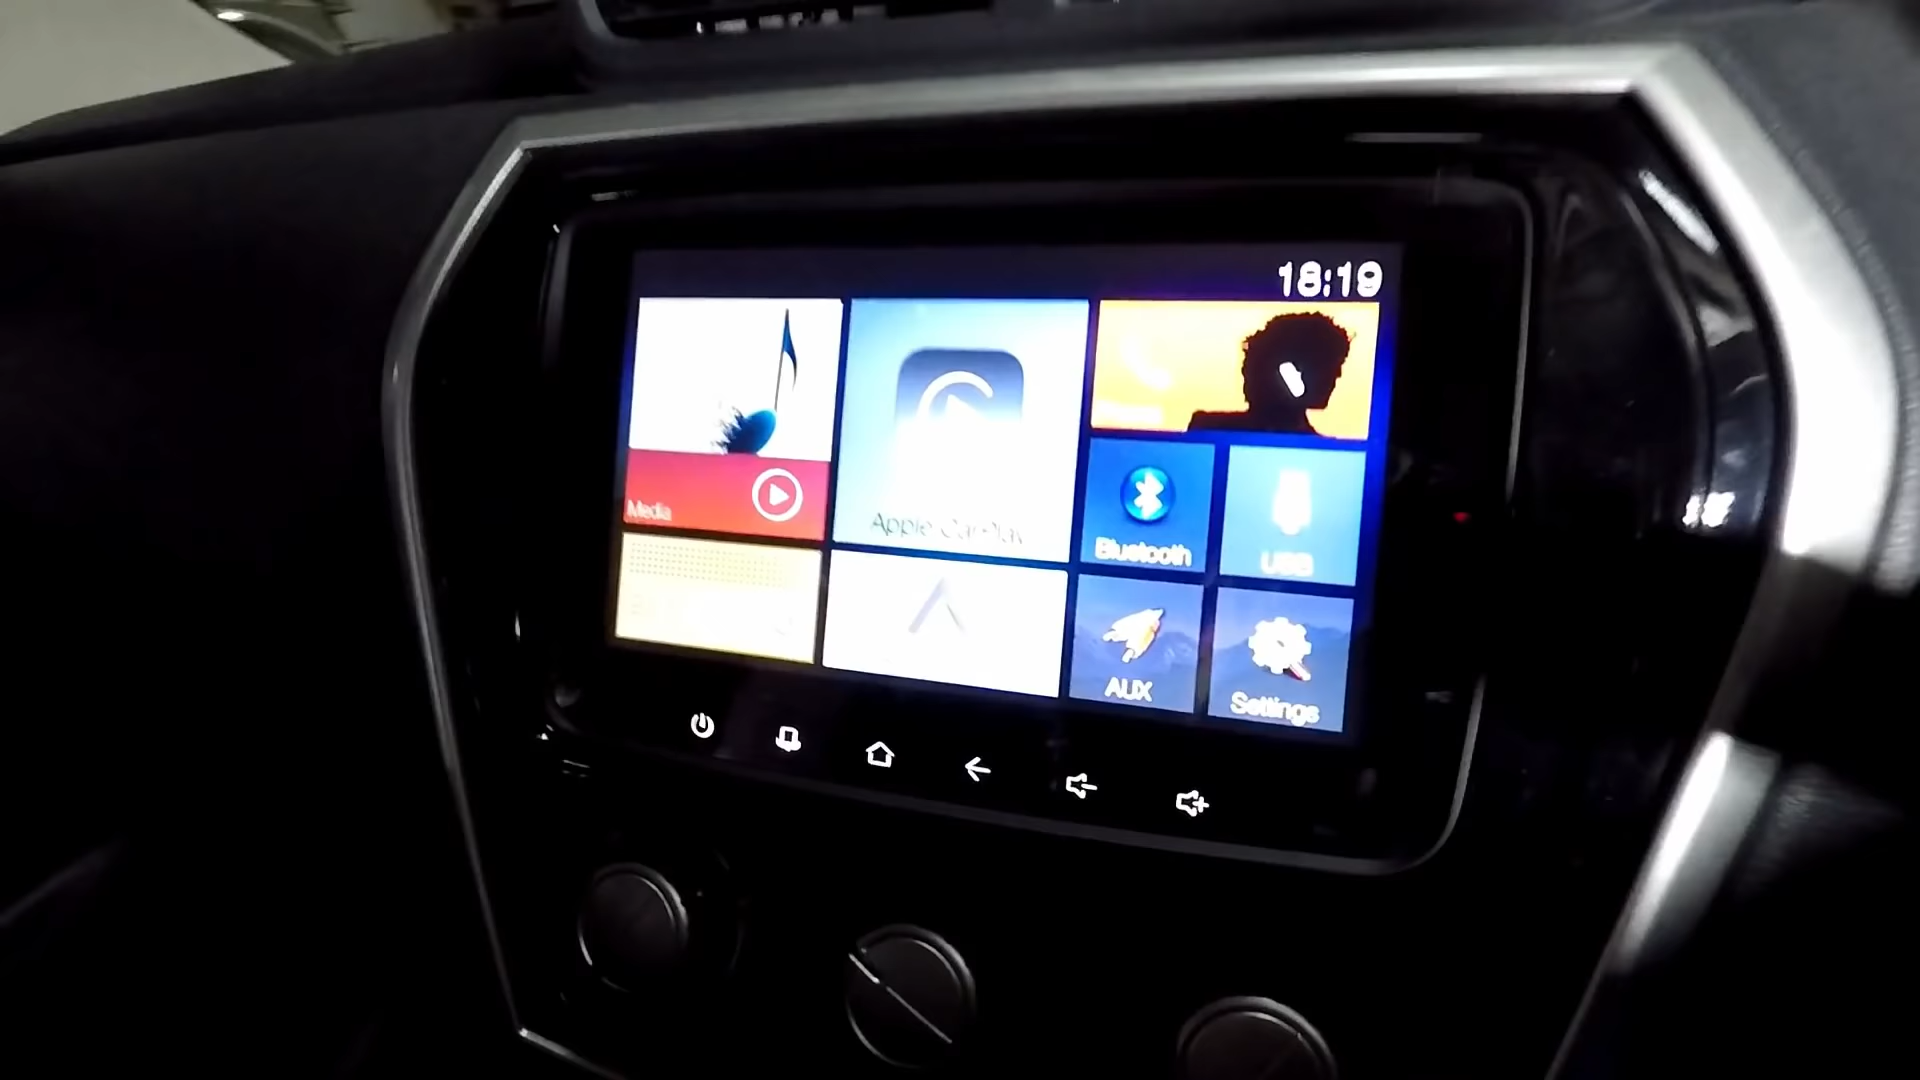 18:19
Media
Apple CarPlay
Bluetooth
USB
AUX
Settings